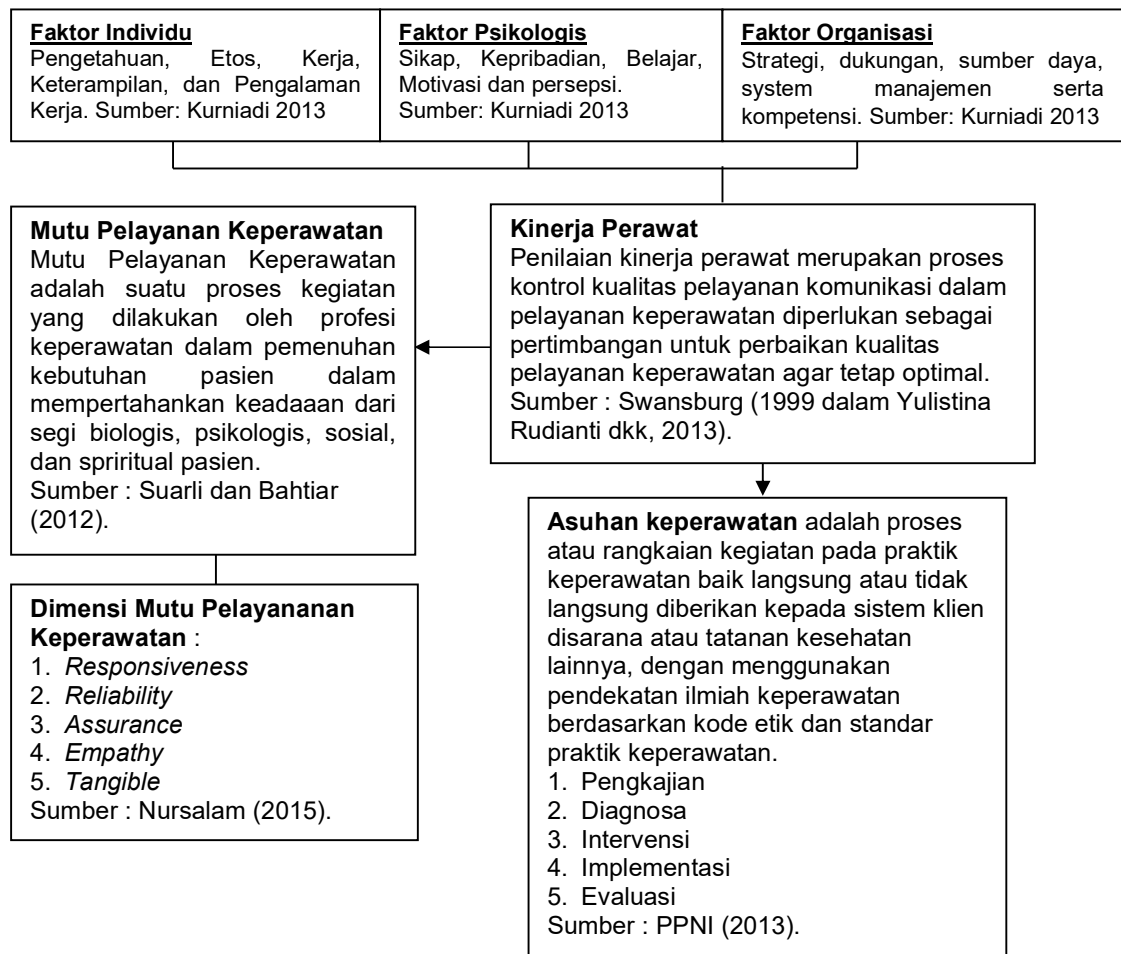 Faktor Individu
Pengetahuan, Etos, Kerja,
Keterampilan, dan Pengalaman
Kerja. Sumber: Kurniadi 2013
Faktor Psikologis
Sikap, Kepribadian, Belajar,
Motivasi dan persepsi.
Sumber: Kurniadi 2013
Faktor Organisasi
Strategi, dukungan, sumber daya,
system manajemen serta
kompetensi. Sumber: Kurniadi 2013
Mutu Pelayanan Keperawatan
Mutu Pelayanan Keperawatan
adalah suatu proses kegiatan
yang dilakukan oleh profesi
keperawatan dalam pemenuhan
kebutuhan pasien dalam
mempertahankan keadaaan dari
segi biologis, psikologis, sosial,
dan spriritual pasien.
Sumber : Suarli dan Bahtiar
(2012).
Kinerja Perawat
Penilaian kinerja perawat merupakan proses
kontrol kualitas pelayanan komunikasi dalam
pelayanan keperawatan diperlukan sebagai
pertimbangan untuk perbaikan kualitas
pelayanan keperawatan agar tetap optimal.
Sumber : Swansburg (1999 dalam Yulistina
Rudianti dkk, 2013).
Dimensi Mutu Pelayananan
Keperawatan :
1. Responsiveness
2. Reliability
3. Assurance
4. Empathy
5. Tangible
Sumber : Nursalam (2015).
Asuhan keperawatan adalah proses
atau rangkaian kegiatan pada praktik
keperawatan baik langsung atau tidak
langsung diberikan kepada sistem klien
disarana atau tatanan kesehatan
lainnya, dengan menggunakan
pendekatan ilmiah keperawatan
berdasarkan kode etik dan standar
praktik keperawatan.
1. Pengkajian
2. Diagnosa
3. Intervensi
4. Implementasi
5. Evaluasi
Sumber : PPNI (2013).